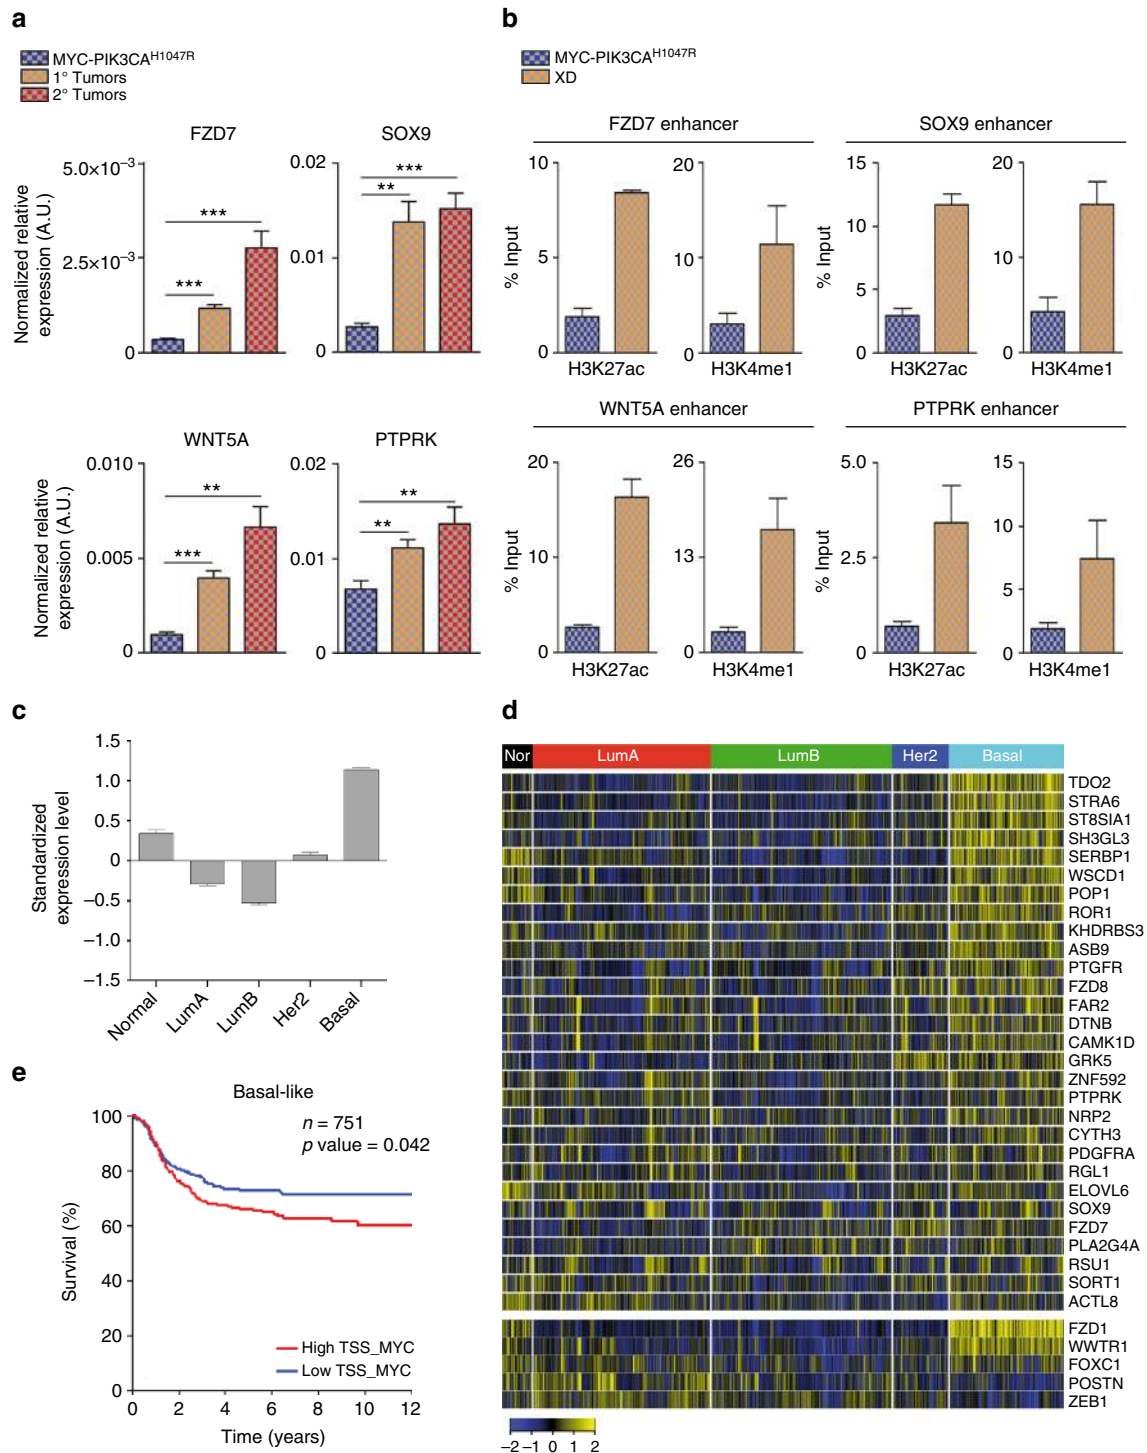 a
MYC-PIK3CA^H1047R
1° Tumors
2° Tumors
FZD7
SOX9
Normalized relative
expression (A.U.)
5.0×10⁻³
2.5×10⁻³
0
***
***
0.02
0.01
0
***
**
WNT5A
PTPRK
Normalized relative
expression (A.U.)
0.010
0.005
0
**
***
0.02
0.01
0
**
**
b
MYC-PIK3CA^H1047R
XD
FZD7 enhancer
SOX9 enhancer
% Input
10
5
0
H3K27ac
20
10
0
H3K4me1
% Input
15
10
5
0
H3K27ac
20
10
0
H3K4me1
WNT5A enhancer
PTPRK enhancer
% Input
20
10
0
H3K27ac
26
13
0
H3K4me1
% Input
5.0
2.5
0
H3K27ac
15
10
5
0
H3K4me1
c
Standardized
expression level
1.5
1.0
0.5
0
−0.5
−1.0
−1.5
Normal
LumA
LumB
Her2
Basal
d
Nor LumA LumB Her2 Basal
TDO2
STRA6
ST8SIA1
SH3GL3
SERBP1
WSCD1
POP1
ROR1
KHDRBS3
ASB9
PTGFR
FZD8
FAR2
DTNB
CAMK1D
GRK5
ZNF592
PTPRK
NRP2
CYTH3
PDGFRA
RGL1
ELOVL6
SOX9
FZD7
PLA2G4A
RSU1
SORT1
ACTL8
FZD1
WWTR1
FOXC1
POSTN
ZEB1
−2 −1 0 1 2
e
Basal-like
n = 751
p value = 0.042
Survival (%)
100
80
60
40
20
0
High TSS_MYC
Low TSS_MYC
0 2 4 6 8 10 12
Time (years)